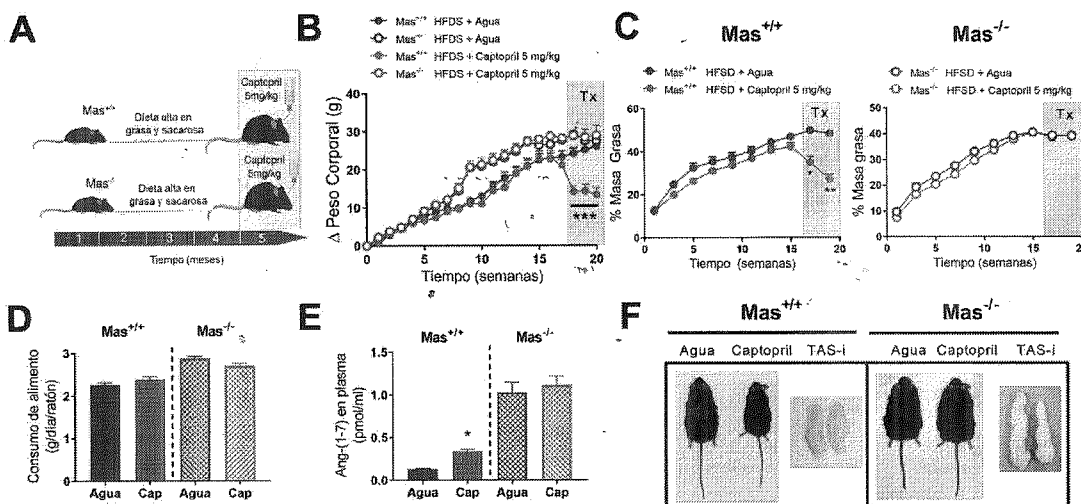 A
Mas+/+
Dieta alta en
grasa y sacarosa
Captopril
5mg/kg
Mas-/-
Dieta alta en
grasa y sacarosa
Captopril
5mg/kg
1 2 3 4 5
Tiempo (meses)
B
Mas+/+ HFDS + Agua
Mas-/- HFDS + Agua
Mas+/+ HFDS + Captopril 5 mg/kg
Mas-/- HFDS + Captopril 5 mg/kg
Δ Peso Corporal (g)
40
30
20
10
0
Tx
***
0 5 10 15 20
Tiempo (semanas)
C
Mas+/+
Mas+/+ HFSD + Agua
Mas+/+ HFSD + Captopril 5 mg/kg
% Masa Grasa
60
40
20
0
Tx
*
**
0 5 10 15 20
Tiempo (semanas)
Mas-/-
Mas-/- HFSD + Agua
Mas-/- HFSD + Captopril 5 mg/kg
% Masa grasa
50
40
30
20
10
0
Tx
0 5 10 15 20
Tiempo (semanas)
D
Mas+/+ Mas-/-
Consumo de alimento
(g/día/ratón)
3
2
1
0
Agua Cap Agua Cap
E
Mas+/+ Mas-/-
Ang-(1-7) en plasma
(pmol/ml)
1.5
1.0
0.5
0.0
*
Agua Cap Agua Cap
F
Mas+/+ Mas-/-
Agua Captopril TAS-i Agua Captopril TAS-i